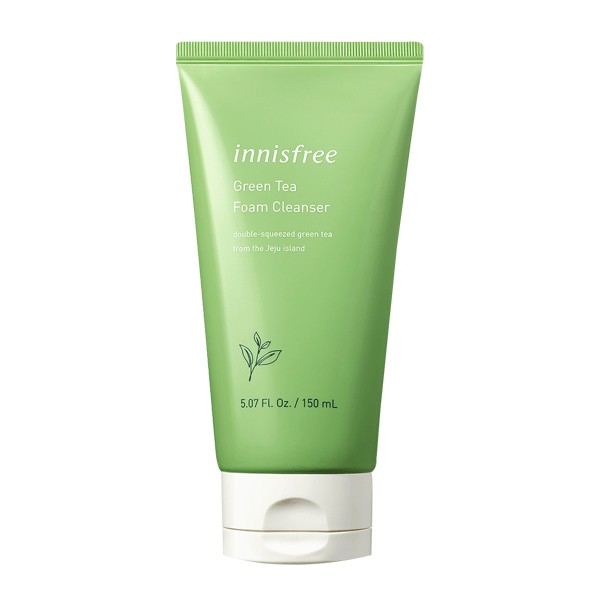 innisfree
Green Tea
Foam Cleanser
double-squeezed green tea
from the Jeju island
5.07 Fl. Oz. / 150 mL